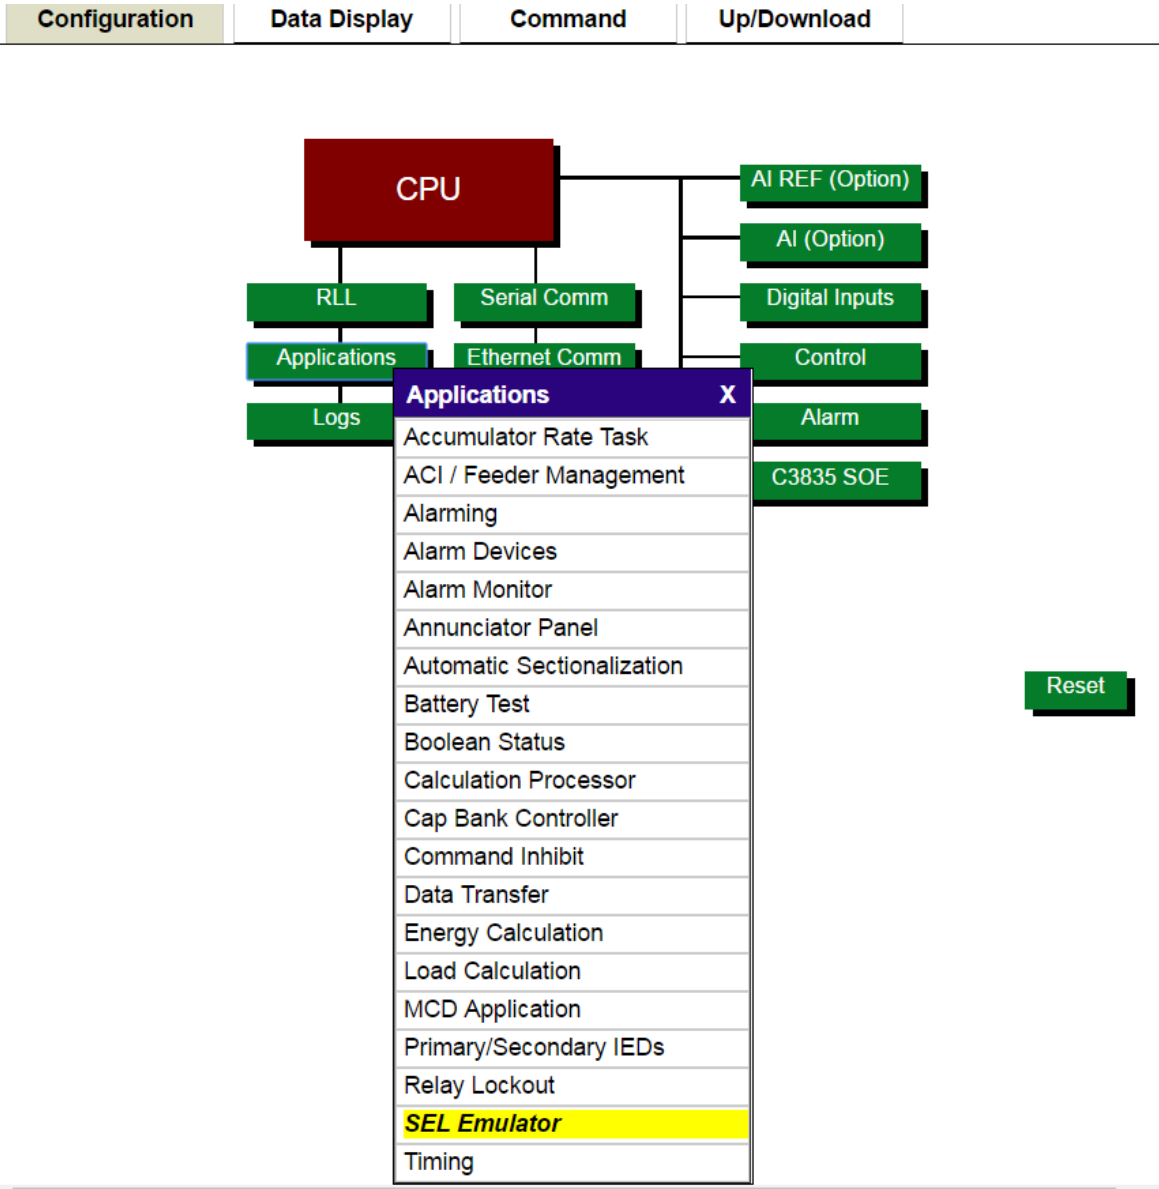 Configuration
Data Display
Command
Up/Download
CPU
AI REF (Option)
AI (Option)
RLL
Serial Comm
Digital Inputs
Applications
Ethernet Comm
Control
Logs
Alarm
C3835 SOE
Applications X
Accumulator Rate Task
ACI / Feeder Management
Alarming
Alarm Devices
Alarm Monitor
Annunciator Panel
Automatic Sectionalization
Battery Test
Boolean Status
Calculation Processor
Cap Bank Controller
Command Inhibit
Data Transfer
Energy Calculation
Load Calculation
MCD Application
Primary/Secondary IEDs
Relay Lockout
SEL Emulator
Timing
Reset